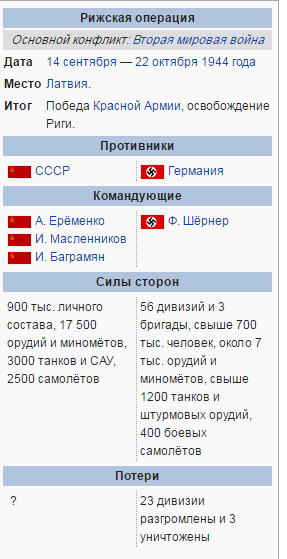 Рижская операция
Основной конфликт: Вторая мировая война
Дата 14 сентября — 22 октября 1944 года
Место Латвия.
Итог Победа Красной Армии, освобождение
Риги.
Противники
СССР Германия
Командующие
А. Ерёменко Ф. Шёрнер
И. Масленников
И. Баграмян
Силы сторон
900 тыс. личного
состава, 17 500
орудий и миномётов,
3000 танков и САУ,
2500 самолётов
56 дивизий и 3
бригады, свыше 700
тыс. человек, около 7
тыс. орудий и
миномётов, свыше
1200 танков и
штурмовых орудий,
400 боевых
самолётов
Потери
?
23 дивизии
разгромлены и 3
уничтожены